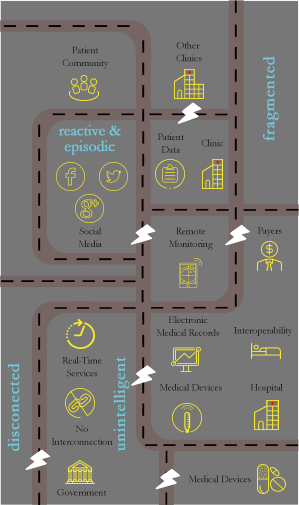 Patient
Community
Other
Clinics
fragmented
reactive &
episodic
Patient
Data
Clinic
f
g+
Social
Media
Remote
Monitoring
Payers
$
Electronic
Medical Records
Interoperability
Real-Time
Services
Medical Devices
Hospital
disconected
unintelligent
No
Interconnection
Government
Medical Devices